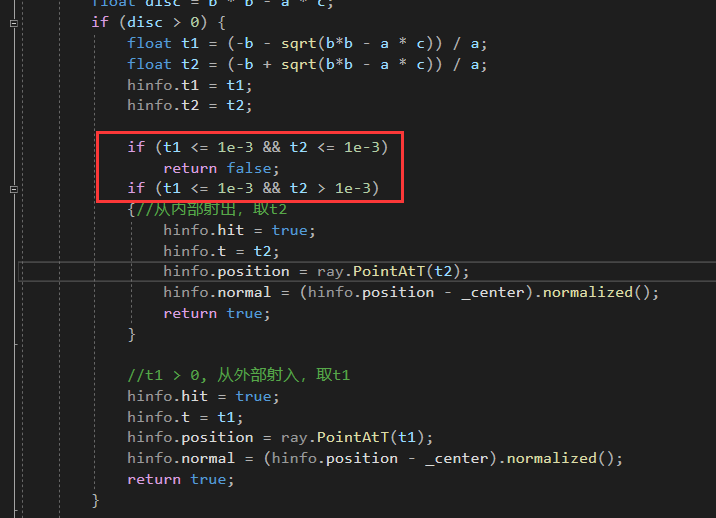 float disc = b * b - a * c;
if (disc > 0) {
float t1 = (-b - sqrt(b*b - a * c)) / a;
float t2 = (-b + sqrt(b*b - a * c)) / a;
hinfo.t1 = t1;
hinfo.t2 = t2;
if (t1 <= 1e-3 && t2 <= 1e-3)
return false;
if (t1 <= 1e-3 && t2 > 1e-3)
{//从内部射出，取t2
hinfo.hit = true;
hinfo.t = t2;
hinfo.position = ray.PointAtT(t2);
hinfo.normal = (hinfo.position - _center).normalized();
return true;
}
//t1 > 0, 从外部射入，取t1
hinfo.hit = true;
hinfo.t = t1;
hinfo.position = ray.PointAtT(t1);
hinfo.normal = (hinfo.position - _center).normalized();
return true;
}